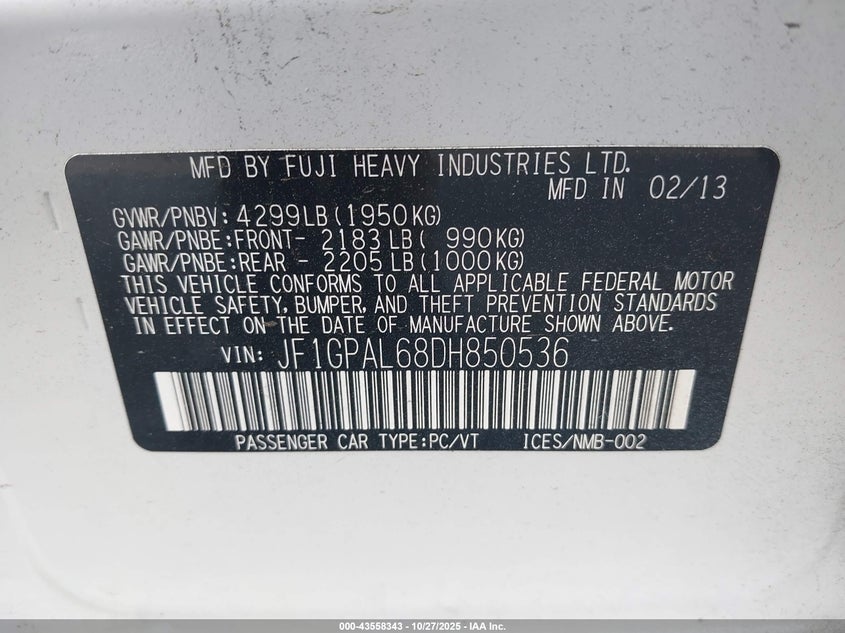 MFD BY FUJI HEAVY INDUSTRIES LTD.
MFD IN 02/13
GVWR/PNBV: 4299LB(1950KG)
GAWR/PNBE:FRONT- 2183LB( 990KG)
GAWR/PNBE:REAR - 2205LB(1000KG)
THIS VEHICLE CONFORMS TO ALL APPLICABLE FEDERAL MOTOR
VEHICLE SAFETY, BUMPER, AND THEFT PREVENTION STANDARDS
IN EFFECT ON THE DATE OF MANUFACTURE SHOWN ABOVE.
VIN: JF1GPAL68DH850536
PASSENGER CAR TYPE:PC/VT ICES/NMB-002
000-43558343 | 10/27/2025 | IAA Inc.